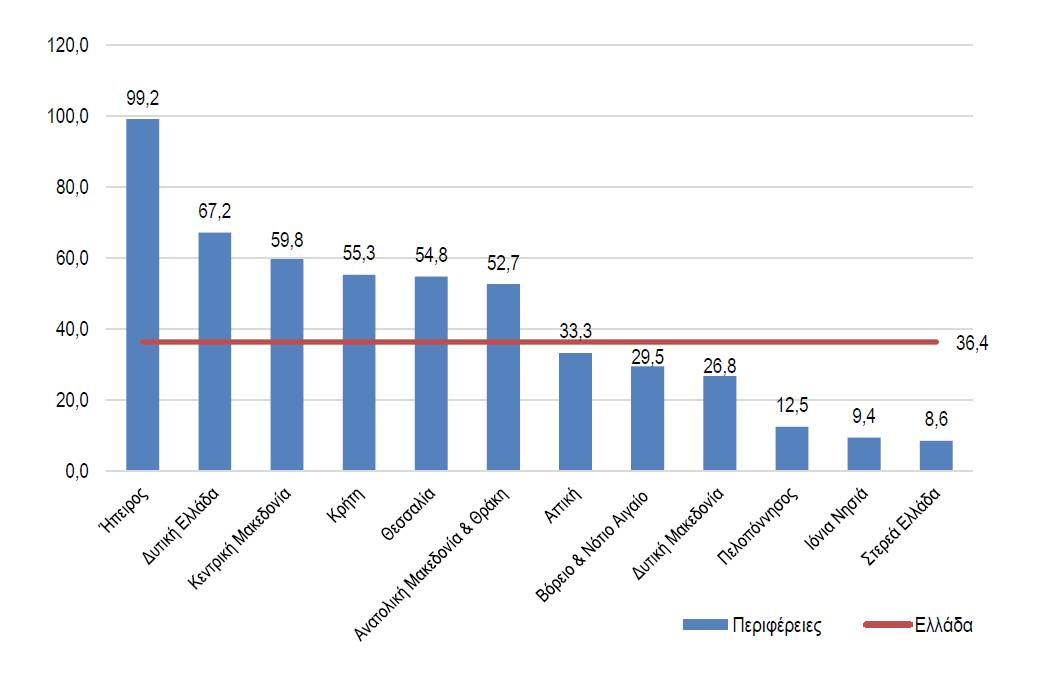 120,0
100,0
80,0
60,0
40,0
20,0
0,0
99,2
67,2
59,8
55,3
54,8
52,7
33,3
29,5
26,8
12,5
9,4
8,6
36,4
Ήπειρος
Δυτική Ελλάδα
Κεντρική Μακεδονία
Κρήτη
Θεσσαλία
Ανατολική Μακεδονία & Θράκη
Αττική
Βόρειο & Νότιο Αιγαίο
Δυτική Μακεδονία
Πελοπόννησος
Ιόνια Νησιά
Στερεά Ελλάδα
Περιφέρειες
Ελλάδα